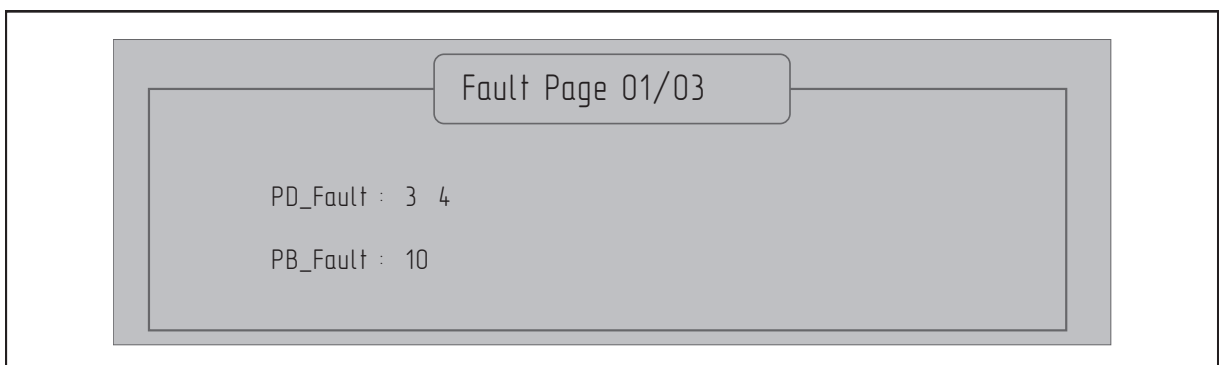 Fault Page 01/03
PD_Fault : 3 4
PB_Fault : 10